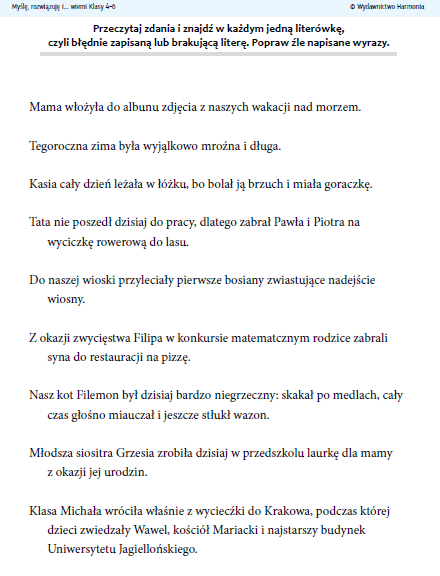 Myślę, rozwiązuję i... wiem! Klasy 4–6
© Wydawnictwo Harmonia
Przeczytaj zdania i znajdź w każdym jedną literówkę,
czyli błędnie zapisaną lub brakującą literę. Popraw źle napisane wyrazy.
Mama włożyła do albunu zdjęcia z naszych wakacji nad morzem.
Tegoroczna zima była wyjąlkowo mroźna i długa.
Kasia cały dzień leżała w łóżku, bo bolał ją brzuch i miała goraczkę.
Tata nie poszedł dzisiaj do pracy, dlatego zabrał Pawła i Piotra na
wyciczkę rowerową do lasu.
Do naszej wioski przyleciały pierwsze bosiany zwiastujące nadejście
wiosny.
Z okazji zwycięstwa Filipa w konkursie matematcznym rodzice zabrali
syna do restauracji na pizzę.
Nasz kot Filemon był dzisiaj bardzo niegrzeczny: skakał po medlach, cały
czas głośno miauczał i jeszcze stłukł wazon.
Młodsza siositra Grzesia zrobiła dzisiaj w przedszkolu laurkę dla mamy
z okazji jej urodzin.
Klasa Michała wróciła właśnie z wyciećźki do Krakowa, podczas której
dzieci zwiedzały Wawel, kościół Mariacki i najstarszy budynek
Uniwersytetu Jagiellońskiego.